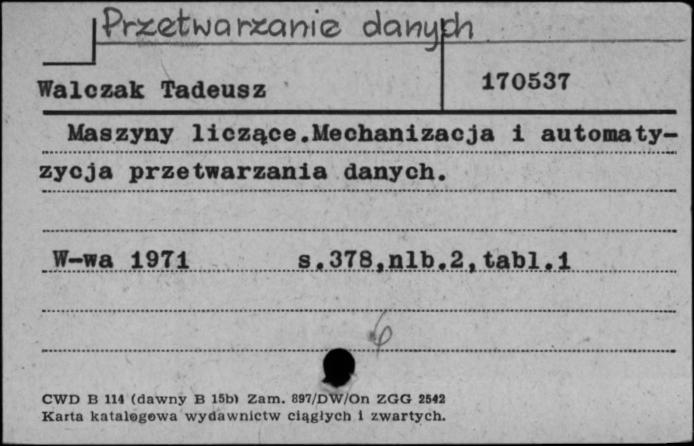 Przetwarzanie danych
Walczak Tadeusz
170537
Maszyny liczące.Mechanizacja i automaty-
zycja przetwarzania danych.
W-wa 1971 s.378,nlb.2,tabl.1
CWD B 114 (dawny B 15b) Zam. 897/DW/On ZGG 2542
Karta katalogowa wydawnictw ciągłych i zwartych.